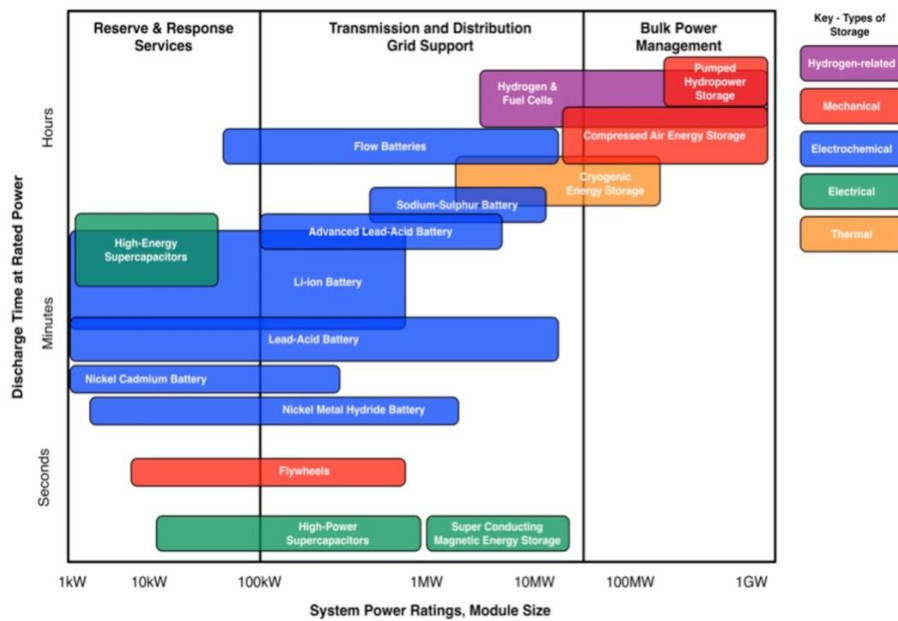 Reserve & Response
Services
Transmission and Distribution
Grid Support
Bulk Power
Management
Key - Types of
Storage
Hydrogen-related
Mechanical
Electrochemical
Electrical
Thermal
Discharge Time at Rated Power
Hours
Minutes
Seconds
Pumped
Hydropower
Storage
Hydrogen &
Fuel Cells
Compressed Air Energy Storage
Flow Batteries
Cryogenic
Energy Storage
Sodium-Sulphur Battery
Advanced Lead-Acid Battery
High-Energy
Supercapacitors
Li-ion Battery
Lead-Acid Battery
Nickel Cadmium Battery
Nickel Metal Hydride Battery
Flywheels
High-Power
Supercapacitors
Super Conducting
Magnetic Energy Storage
1kW 10kW 100kW 1MW 10MW 100MW 1GW
System Power Ratings, Module Size